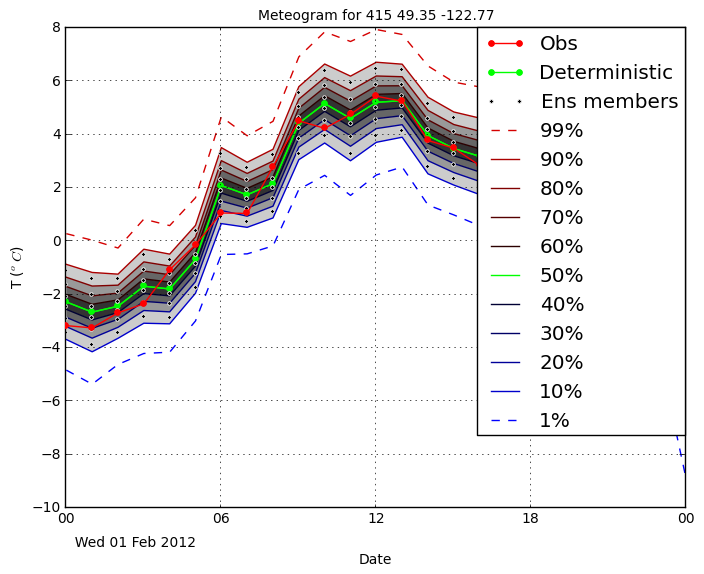 Meteogram for 415 49.35 -122.77
8
6
4
2
0
−2
−4
−6
−8
−10
T (°C)
Obs
Deterministic
Ens members
99%
90%
80%
70%
60%
50%
40%
30%
20%
10%
1%
00 06 12 18 00
Wed 01 Feb 2012
Date